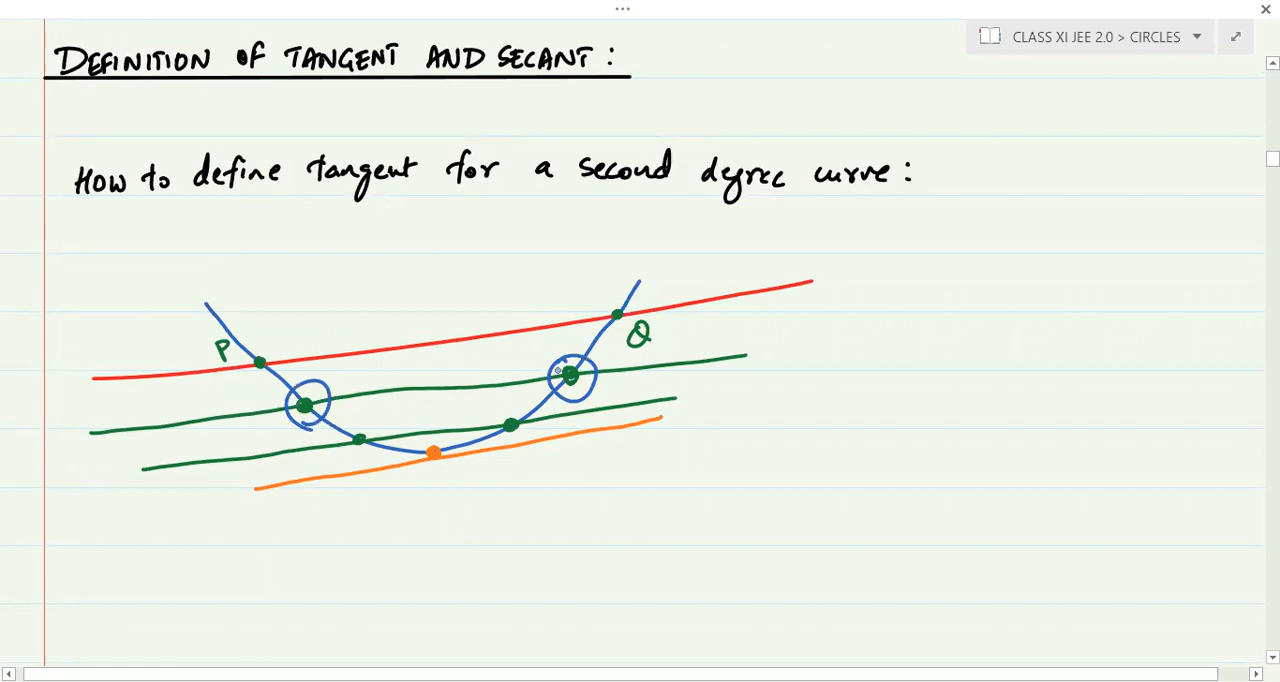 CLASS XI JEE 2.0 > CIRCLES
DEFINITION OF TANGENT AND SECANT :
How to define tangent for a second degree curve :
P
Q